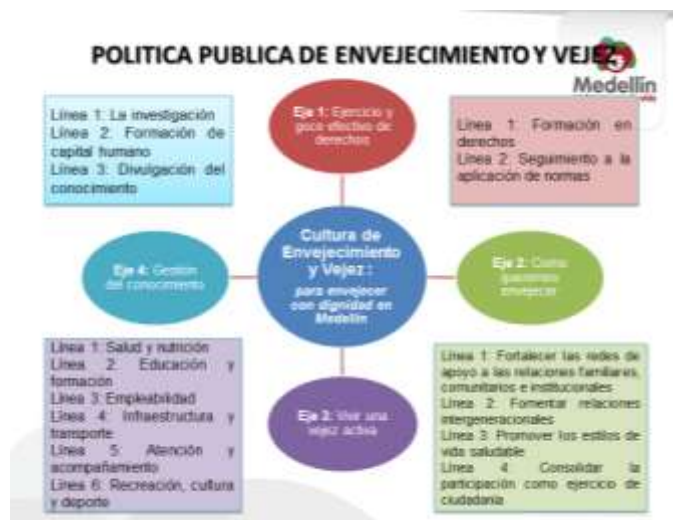 POLITICA PUBLICA DE ENVEJECIMIENTO Y VEJEZ
Medellín
Línea 1: La investigación
Línea 2: Formación de
capital humano
Línea 3: Divulgación del
conocimiento
Eje 1: Ejercicio y
goce efectivo de
derechos
Línea 1: Formación en
derechos
Línea 2: Seguimiento a la
aplicación de normas
Eje 4: Gestión
del conocimiento
Cultura de
Envejecimiento
y Vejez:
para envejecer
con dignidad en
Medellín
Eje 2: Como
queremos
envejecer
Línea 1: Salud y nutrición
Línea 2: Educación y
formación
Línea 3: Empleabilidad
Línea 4: Infraestructura y
transporte
Línea 5: Atención y
acompañamiento
Línea 6: Recreación, cultura
y deporte
Eje 3: Vivir una
vejez activa
Línea 1: Fortalecer las redes de
apoyo a las relaciones familiares,
comunitarios e institucionales
Línea 2: Fomentar relaciones
intergeneracionales
Línea 3: Promover los estilos de
vida saludable
Línea 4: Consolidar la
participación como ejercicio de
ciudadanía